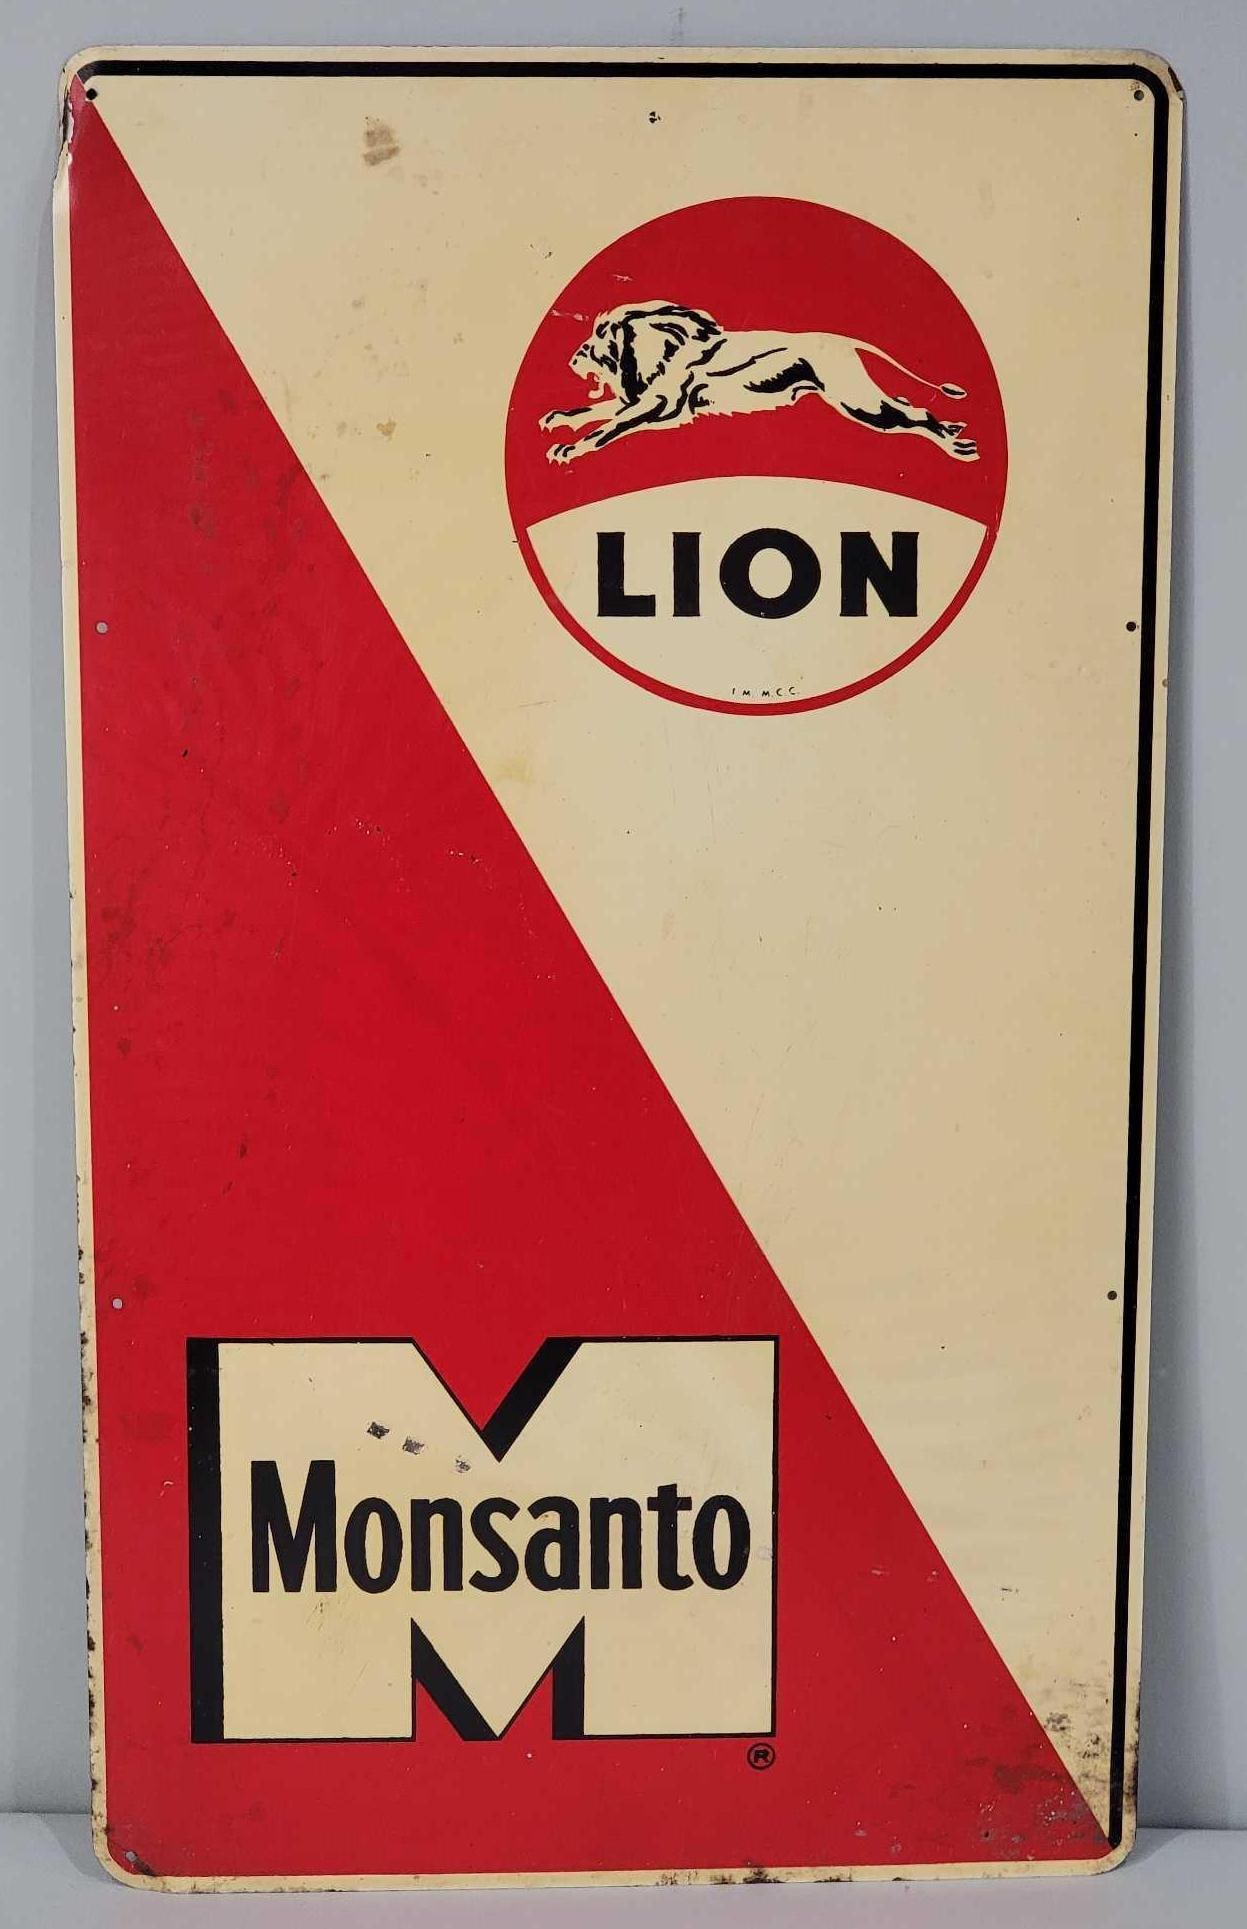 LION
T M. M.C.C.
Monsanto
®